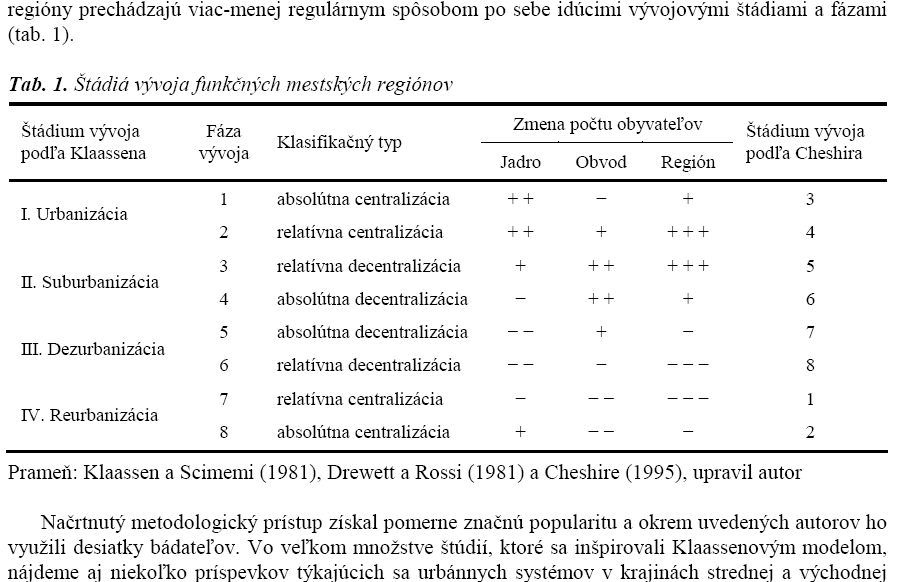 regióny prechádzajú viac-menej regulárnym spôsobom po sebe idúcimi vývojovými štádiami a fázami
(tab. 1).
Tab. 1. Štádiá vývoja funkčných mestských regiónov
Štádium vývoja podľa Klaassena Fáza vývoja Klasifikačný typ Zmena počtu obyvateľov Štádium vývoja podľa Cheshira
Jadro Obvod Región
I. Urbanizácia
1 absolútna centralizácia ++ − + 3
2 relatívna centralizácia ++ + +++ 4
II. Suburbanizácia
3 relatívna decentralizácia + ++ +++ 5
4 absolútna decentralizácia − ++ + 6
III. Dezurbanizácia
5 absolútna decentralizácia −− + − 7
6 relatívna decentralizácia −− − −−− 8
IV. Reurbanizácia
7 relatívna centralizácia − −− −−− 1
8 absolútna centralizácia + −− − 2
Prameň: Klaassen a Scimemi (1981), Drewett a Rossi (1981) a Cheshire (1995), upravil autor
Načrtnutý metodologický prístup získal pomerne značnú popularitu a okrem uvedených autorov ho
využili desiatky bádateľov. Vo veľkom množstve štúdií, ktoré sa inšpirovali Klaassenovým modelom,
nájdeme aj niekoľko príspevkov týkajúcich sa urbánnych systémov v krajinách strednej a východnej